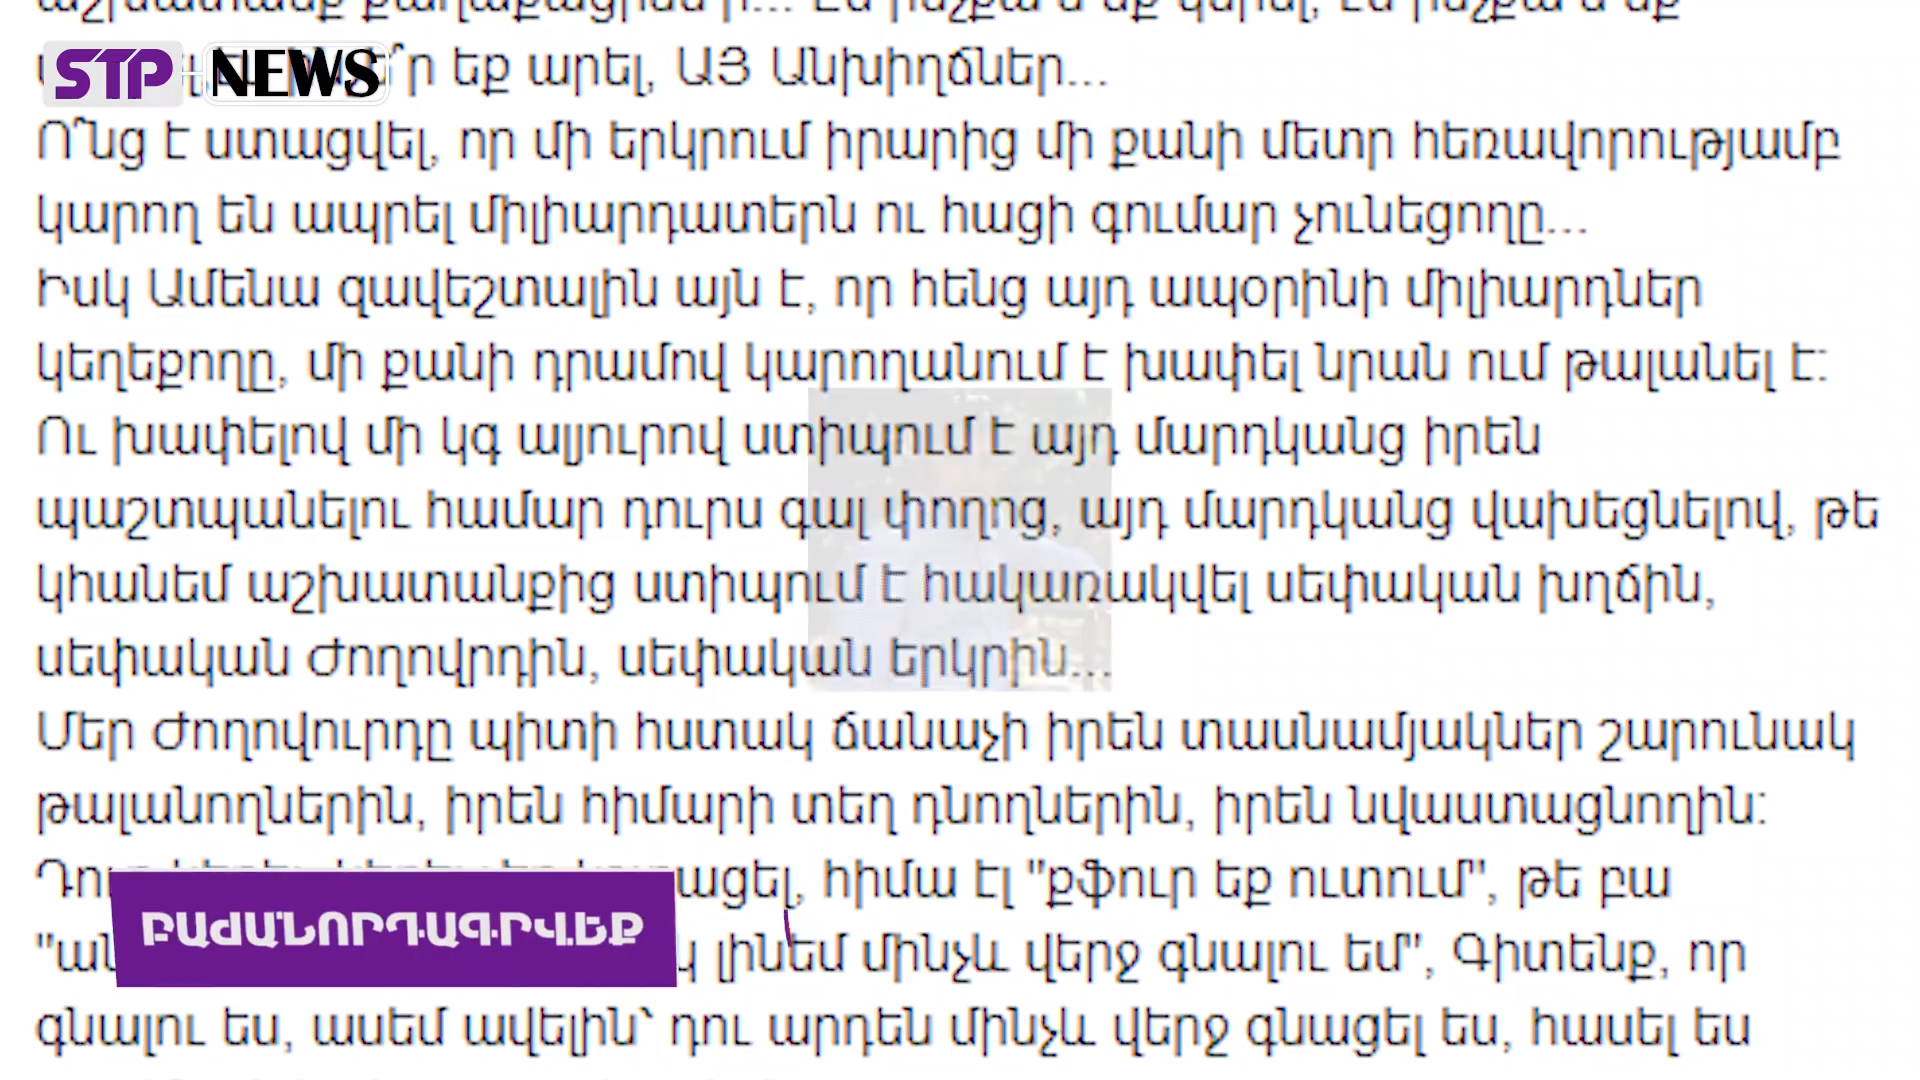 STP NEWS
ր եք արել, ԱՅ Անխիղճներ...
Ո՞նց է ստացվել, որ մի երկրում իրարից մի քանի մետր հեռավորությամբ
կարող են ապրել միլիարդատերն ու հացի գումար չունեցողը...
Իսկ Ամենա զավեշտալին այն է, որ հենց այդ ապօրինի միլիարդներ
կեղեքողը, մի քանի դրամով կարողանում է խափել նրան ում թալանել է:
Ու խափելով մի կգ ալյուրով ստիպում է այդ մարդկանց իրեն
պաշտպանելու համար դուրս գալ փողոց, այդ մարդկանց վախեցնելով, թե
կհանեմ աշխատանքից ստիպում է հակառակվել սեփական խղճին,
սեփական Ժողովրդին, սեփական երկրին...
Մեր Ժողովուրդը պիտի հստակ ճանաչի իրեն տասնամյակներ շարունակ
թալանողներին, իրեն հիմարի տեղ դնողներին, իրեն նվաստացնողին:
ացել, հիմա էլ "քֆուր եք ուտում", թե բա
լինեմ մինչև վերջ գնալու եմ", Գիտենք, որ
ԲԱԺԱՆՈՐԴԱԳՐՎԵՔ
գնալու ես, ասեմ ավելին՝ դու արդեն մինչև վերջ գնացել ես, հասել ես